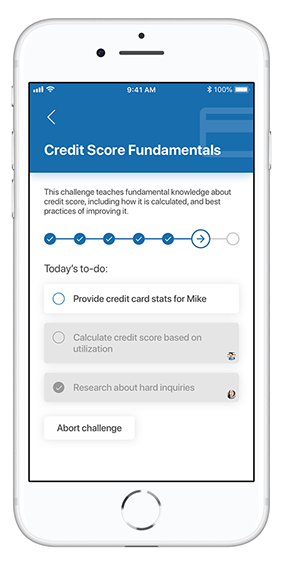 9:41 AM
100%
Credit Score Fundamentals
This challenge teaches fundamental knowledge about
credit score, including how it is calculated, and best
practices of improving it.
Today's to-do:
Provide credit card stats for Mike
Calculate credit score based on
utilization
Research about hard inquiries
Abort challenge